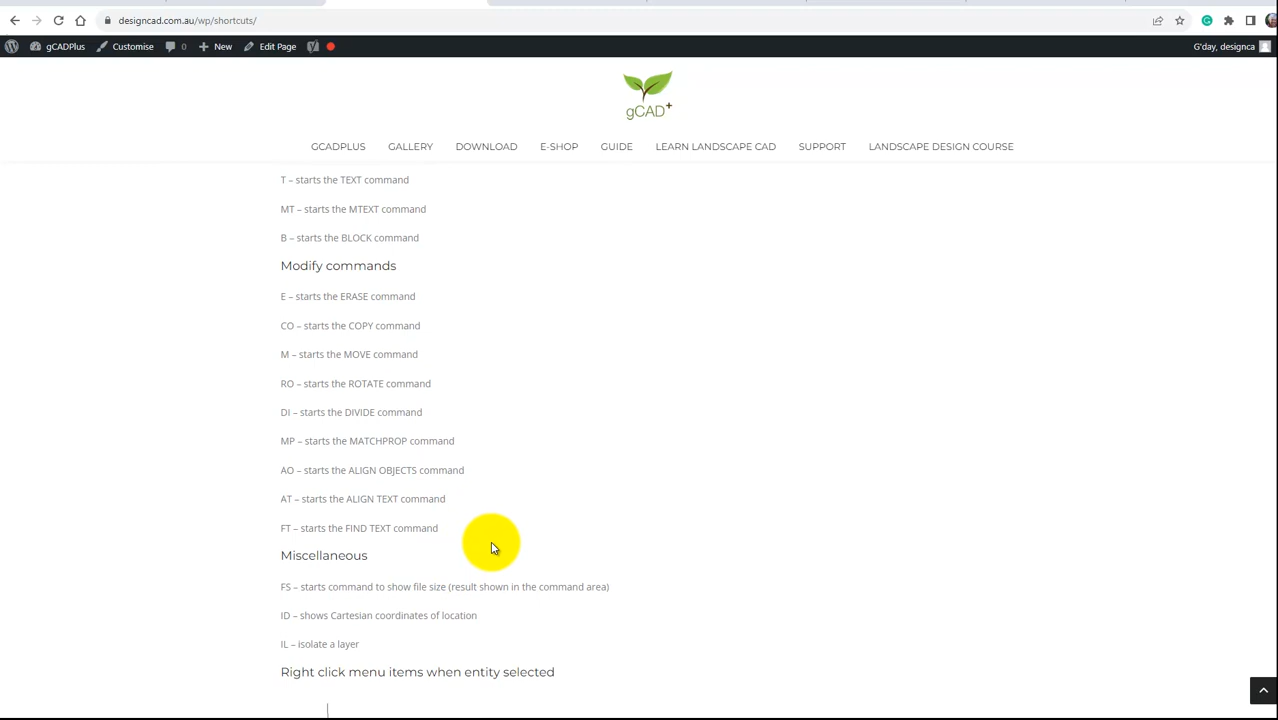 designcad.com.au/wp/shortcuts/
gCADPlus Customise 0 New Edit Page G'day, designca
gCAD+
GCADPLUS GALLERY DOWNLOAD E-SHOP GUIDE LEARN LANDSCAPE CAD SUPPORT LANDSCAPE DESIGN COURSE
T – starts the TEXT command
MT – starts the MTEXT command
B – starts the BLOCK command
Modify commands
E – starts the ERASE command
CO – starts the COPY command
M – starts the MOVE command
RO – starts the ROTATE command
DI – starts the DIVIDE command
MP – starts the MATCHPROP command
AO – starts the ALIGN OBJECTS command
AT – starts the ALIGN TEXT command
FT – starts the FIND TEXT command
Miscellaneous
FS – starts command to show file size (result shown in the command area)
ID – shows Cartesian coordinates of location
IL – isolate a layer
Right click menu items when entity selected